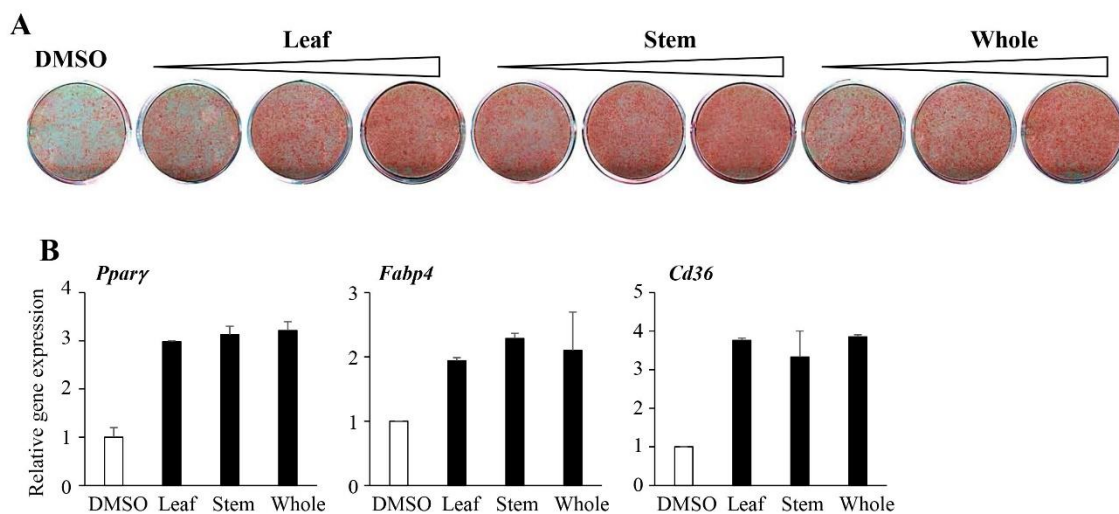 A
DMSO Leaf Stem Whole
B
Pparγ Fabp4 Cd36
Relative gene expression
4
3
2
1
0
3
2
1
0
5
4
3
2
1
0
DMSO Leaf Stem Whole
DMSO Leaf Stem Whole
DMSO Leaf Stem Whole